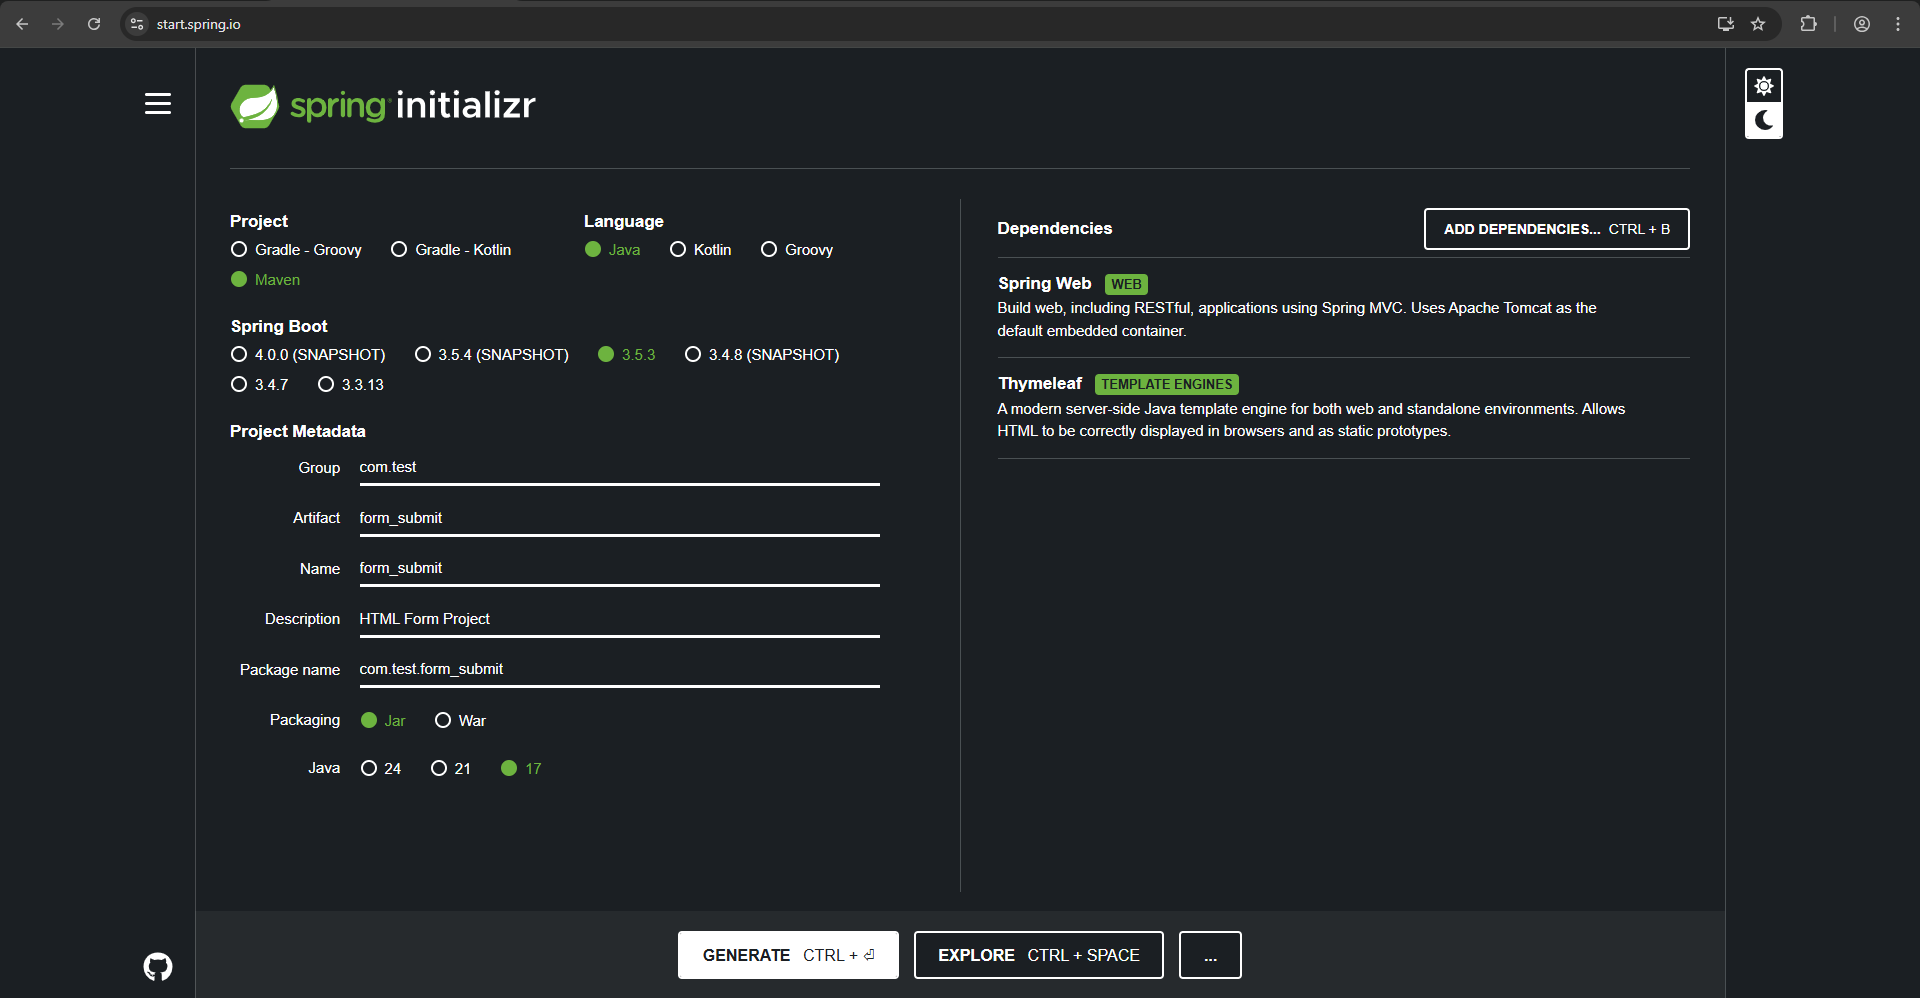 start.spring.io
spring initializr
Project
Gradle - Groovy Gradle - Kotlin
Maven
Language
Java Kotlin Groovy
Spring Boot
4.0.0 (SNAPSHOT) 3.5.4 (SNAPSHOT) 3.5.3 3.4.8 (SNAPSHOT)
3.4.7 3.3.13
Project Metadata
Group com.test
Artifact form_submit
Name form_submit
Description HTML Form Project
Package name com.test.form_submit
Packaging Jar War
Java 24 21 17
Dependencies ADD DEPENDENCIES... CTRL + B
Spring Web WEB
Build web, including RESTful, applications using Spring MVC. Uses Apache Tomcat as the
default embedded container.
Thymeleaf TEMPLATE ENGINES
A modern server-side Java template engine for both web and standalone environments. Allows
HTML to be correctly displayed in browsers and as static prototypes.
GENERATE CTRL + ⏎ EXPLORE CTRL + SPACE ...